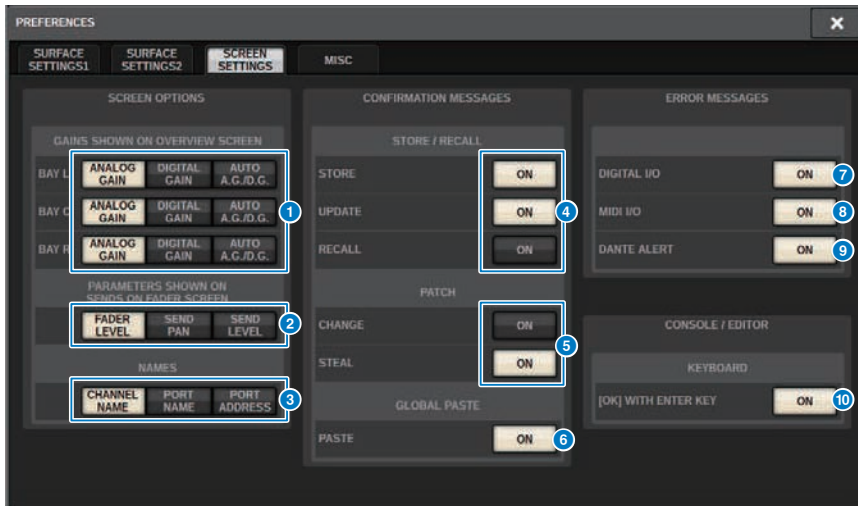 PREFERENCES
SURFACE SETTINGS1
SURFACE SETTINGS2
SCREEN SETTINGS
MISC
SCREEN OPTIONS
GAINS SHOWN ON OVERVIEW SCREEN
BAY L
ANALOG GAIN
DIGITAL GAIN
AUTO A.G./D.G.
BAY C
ANALOG GAIN
DIGITAL GAIN
AUTO A.G./D.G.
1
BAY R
ANALOG GAIN
DIGITAL GAIN
AUTO A.G./D.G.
PARAMETERS SHOWN ON
SENDS ON FADER SCREEN
FADER LEVEL
SEND PAN
SEND LEVEL
2
NAMES
CHANNEL NAME
PORT NAME
PORT ADDRESS
3
CONFIRMATION MESSAGES
STORE / RECALL
STORE
ON
UPDATE
ON
4
RECALL
ON
PATCH
CHANGE
ON
5
STEAL
ON
GLOBAL PASTE
PASTE
ON
6
ERROR MESSAGES
DIGITAL I/O
ON
7
MIDI I/O
ON
8
DANTE ALERT
ON
9
CONSOLE / EDITOR
KEYBOARD
[OK] WITH ENTER KEY
ON
10